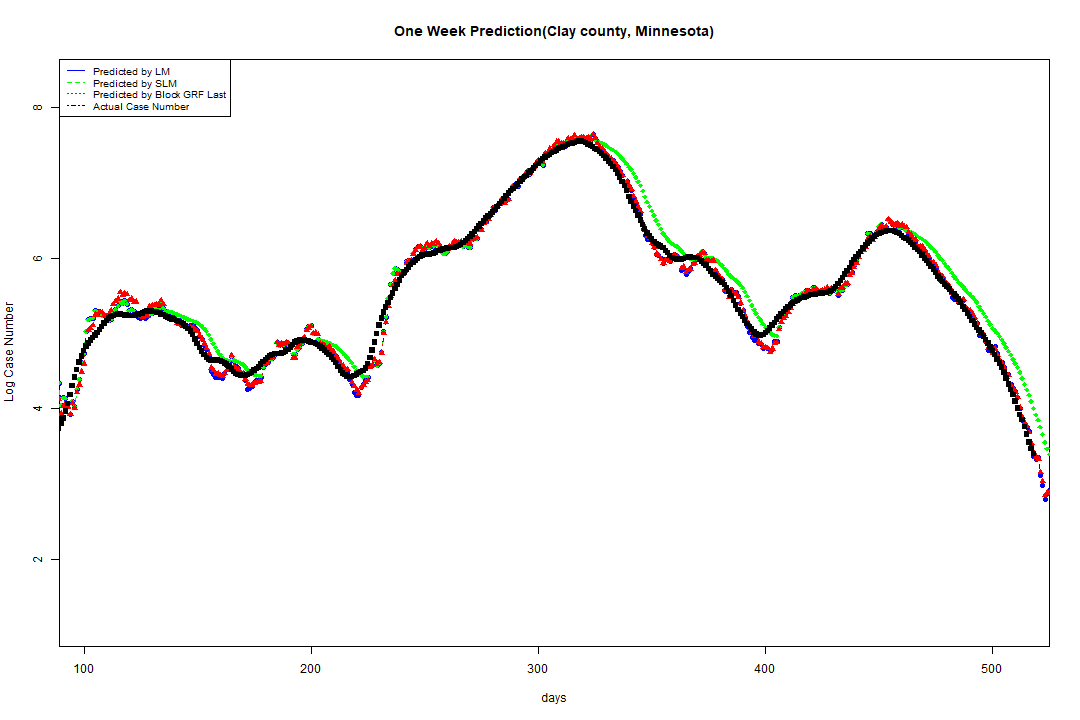 One Week Prediction(Clay county, Minnesota)
Predicted by LM
Predicted by SLM
Predicted by Block GRF Last
Actual Case Number
8
6
4
2
Log Case Number
100 200 300 400 500
days